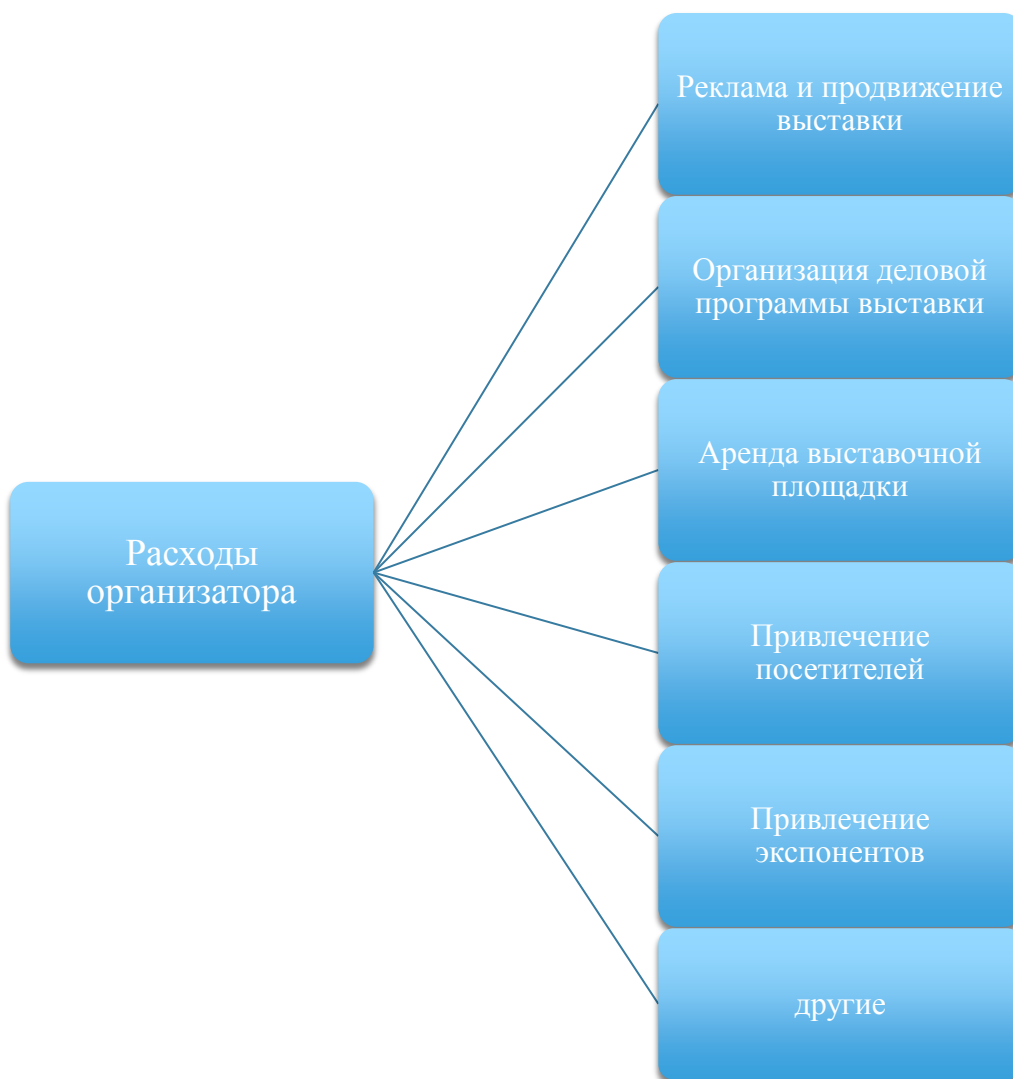 Расходы
организатора
Реклама и продвижение
выставки
Организация деловой
программы выставки
Аренда выставочной
площадки
Привлечение
посетителей
Привлечение
экспонентов
другие